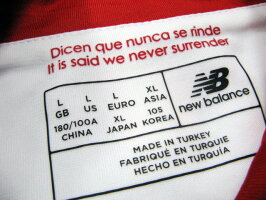 Dicen que nunca se rinde
It is said we never surrender
L GB
L US
L EURO
XL ASIA
180/100A CHINA
XL JAPAN
105 KOREA
new balance
MADE IN TURKEY
FABRIQUÉ EN TURQUIE
HECHO EN TURQUÍA